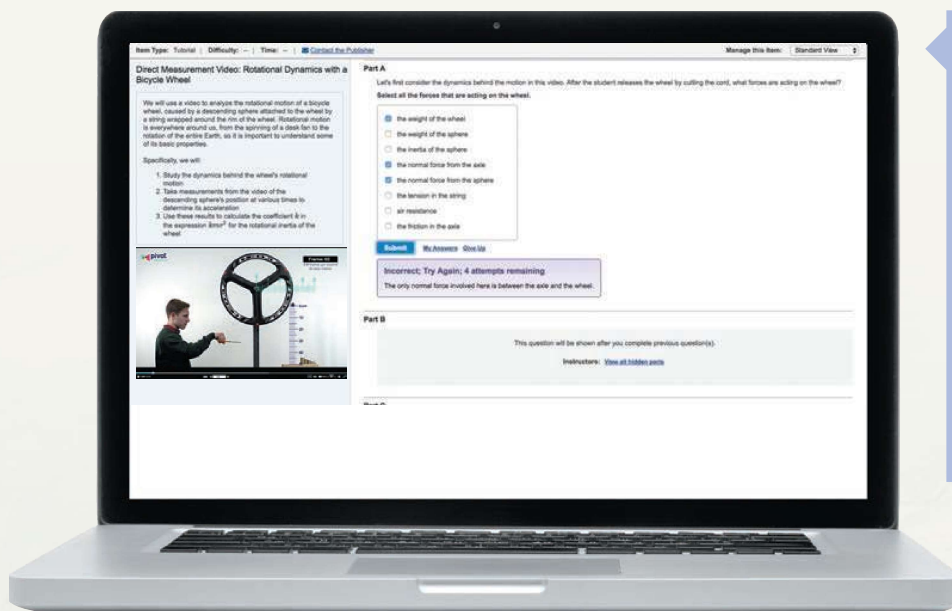 Item Type: Tutorial | Difficulty: -- | Time: -- | Contact the Publisher
Manage this Item: Standard View
Direct Measurement Video: Rotational Dynamics with a
Bicycle Wheel
We will use a video to analyze the rotational motion of a bicycle
wheel, caused by a descending sphere attached to the wheel by
a string wrapped around the rim of the wheel. Rotational motion
is everywhere around us, from the spinning of a desk fan to the
rotation of the entire Earth, so it is important to understand some
of its basic properties.
Specifically, we will:
1. Study the dynamics behind the wheel's rotational
motion
2. Take measurements from the video of the
descending sphere's position at various times to
determine its acceleration
3. Use these results to calculate the coefficient k in
the expression kmr² for the rotational inertia of the
wheel
pivot
Part A
Let's first consider the dynamics behind the motion in this video. After the student releases the wheel by cutting the cord, what forces are acting on the wheel?
Select all the forces that are acting on the wheel.
the weight of the wheel
the weight of the sphere
the inertia of the sphere
the normal force from the axle
the normal force from the sphere
the tension in the string
air resistance
the friction in the axle
Submit My Answers Give Up
Incorrect; Try Again; 4 attempts remaining
The only normal force involved here is between the axle and the wheel.
Part B
This question will be shown after you complete previous question(s).
Instructors: View all hidden parts